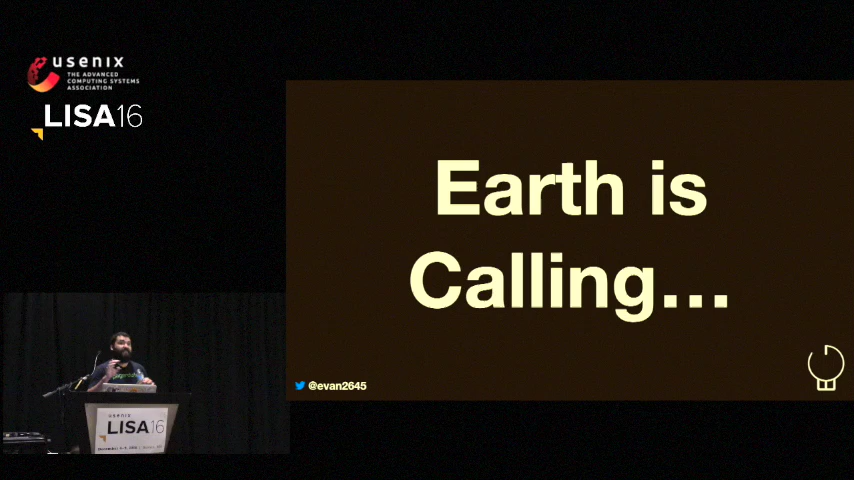 usenix
THE ADVANCED
COMPUTING SYSTEMS
ASSOCIATION
LISA16
Earth is
Calling...
@evan2645
usenix
LISA16